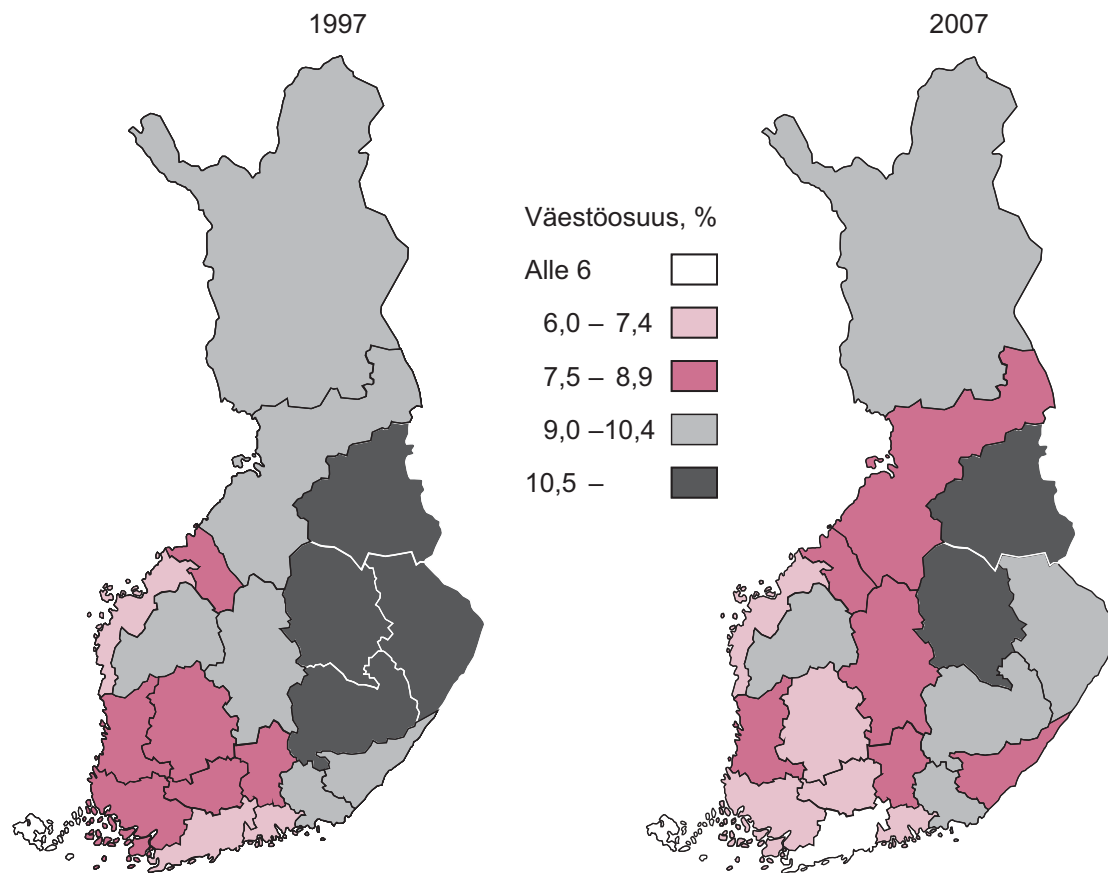 1997
2007
Väestöosuus, %
Alle 6
6,0 – 7,4
7,5 – 8,9
9,0 –10,4
10,5 –